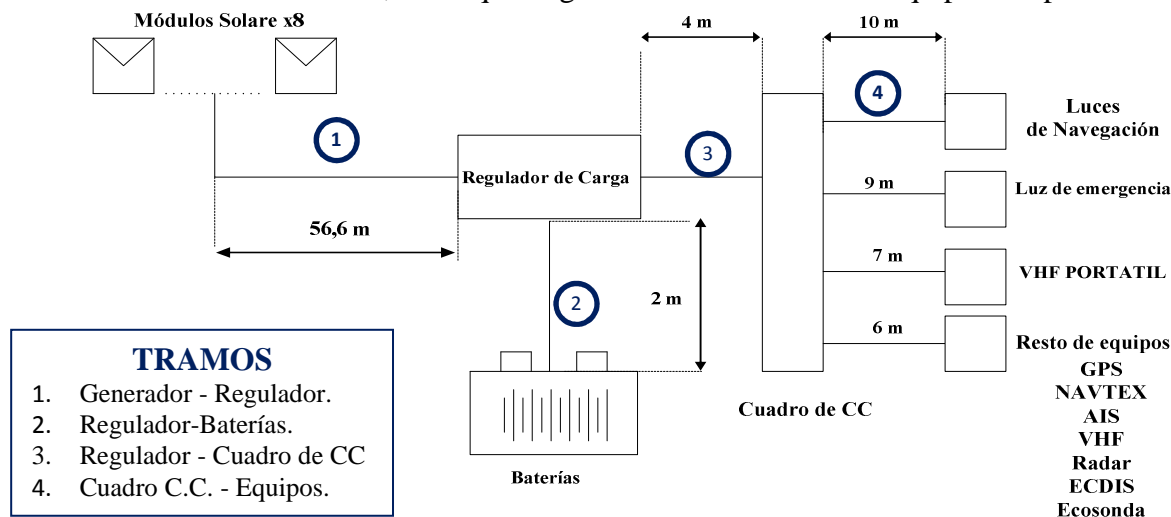 Módulos Solare x8
4 m
10 m
1
3
4
Regulador de Carga
56,6 m
2
2 m
9 m
7 m
6 m
Luces
de Navegación
Luz de emergencia
VHF PORTATIL
Resto de equipos
GPS
NAVTEX
AIS
VHF
Radar
ECDIS
Ecosonda
Cuadro de CC
Baterías
TRAMOS
1. Generador - Regulador.
2. Regulador-Baterías.
3. Regulador - Cuadro de CC
4. Cuadro C.C. - Equipos.